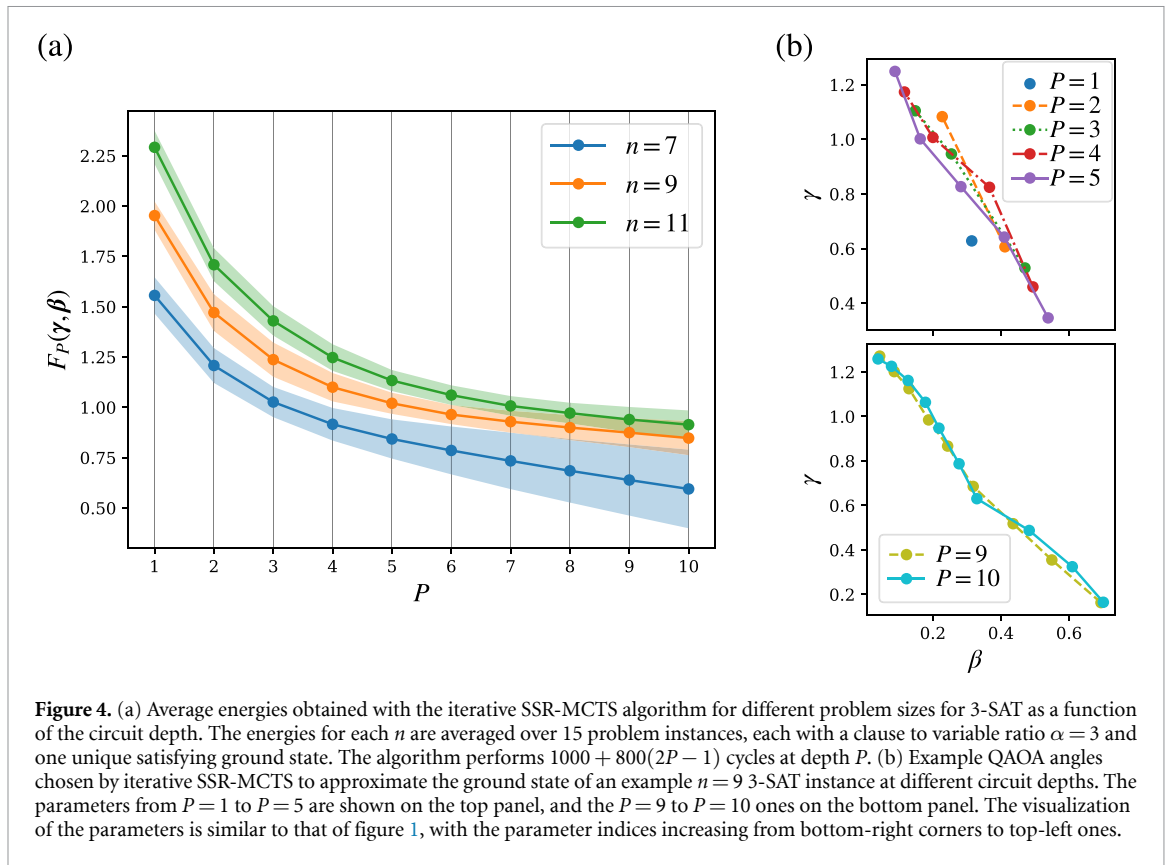 (a)
(b)
2.25
2.00
1.75
1.50
1.25
1.00
0.75
0.50
F_P(γ, β)
1 2 3 4 5 6 7 8 9 10
P
n = 7
n = 9
n = 11
1.2
1.0
0.8
0.6
0.4
γ
P = 1
P = 2
P = 3
P = 4
P = 5
1.2
1.0
0.8
0.6
0.4
0.2
γ
P = 9
P = 10
0.2 0.4 0.6
β
Figure 4. (a) Average energies obtained with the iterative SSR-MCTS algorithm for different problem sizes for 3-SAT as a function
of the circuit depth. The energies for each n are averaged over 15 problem instances, each with a clause to variable ratio α = 3 and
one unique satisfying ground state. The algorithm performs 1000 + 800(2P − 1) cycles at depth P. (b) Example QAOA angles
chosen by iterative SSR-MCTS to approximate the ground state of an example n = 9 3-SAT instance at different circuit depths. The
parameters from P = 1 to P = 5 are shown on the top panel, and the P = 9 to P = 10 ones on the bottom panel. The visualization
of the parameters is similar to that of figure 1, with the parameter indices increasing from bottom-right corners to top-left ones.